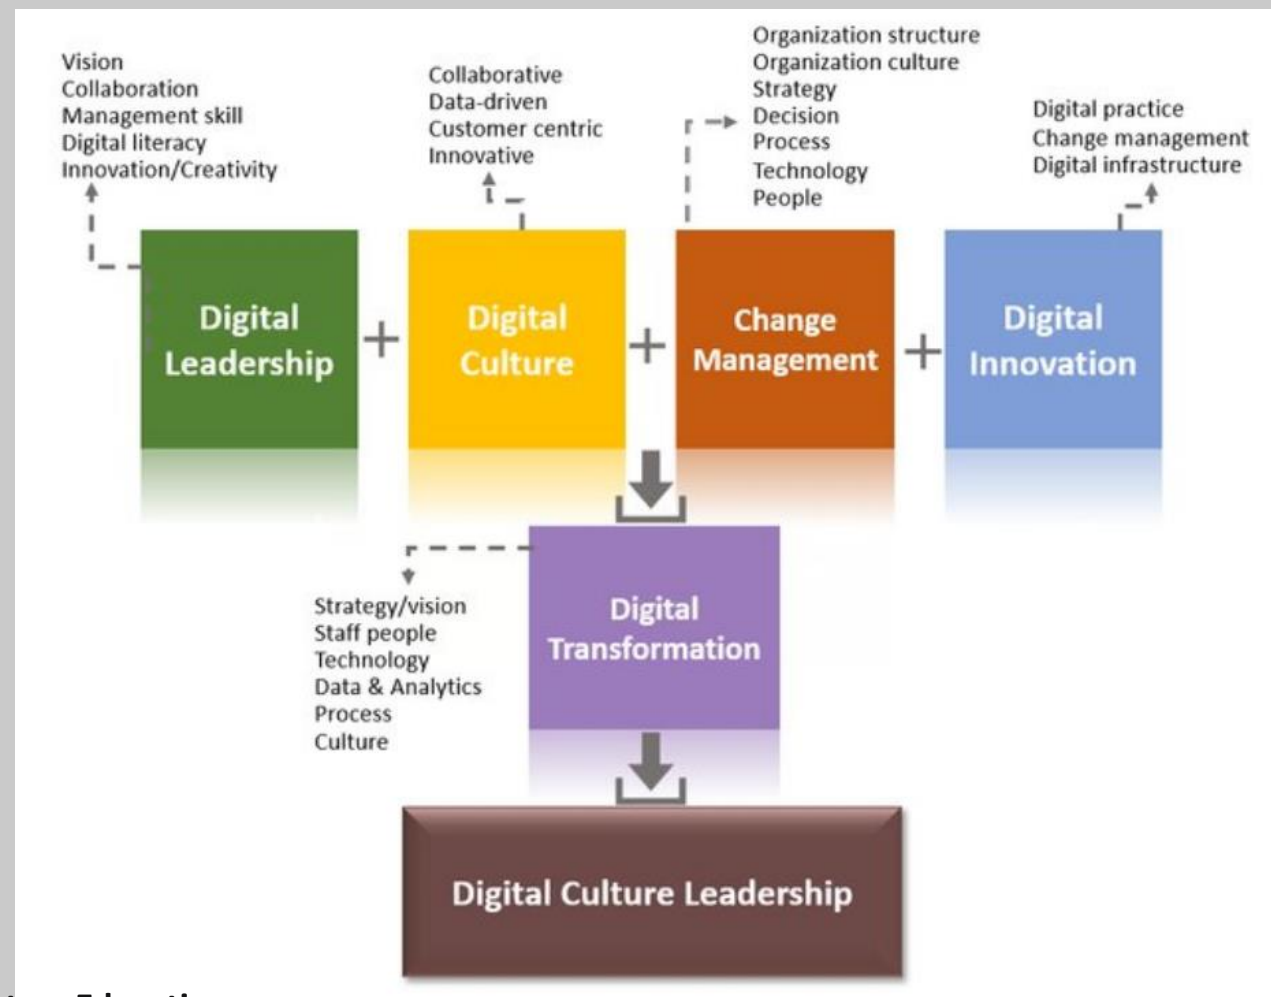 Vision
Collaboration
Management skill
Digital literacy
Innovation/Creativity
Collaborative
Data-driven
Customer centric
Innovative
Organization structure
Organization culture
Strategy
Decision
Process
Technology
People
Digital practice
Change management
Digital infrastructure
Digital
Leadership
+
Digital
Culture
+
Change
Management
+
Digital
Innovation
Digital
Transformation
Strategy/vision
Staff people
Technology
Data & Analytics
Process
Culture
Digital Culture Leadership